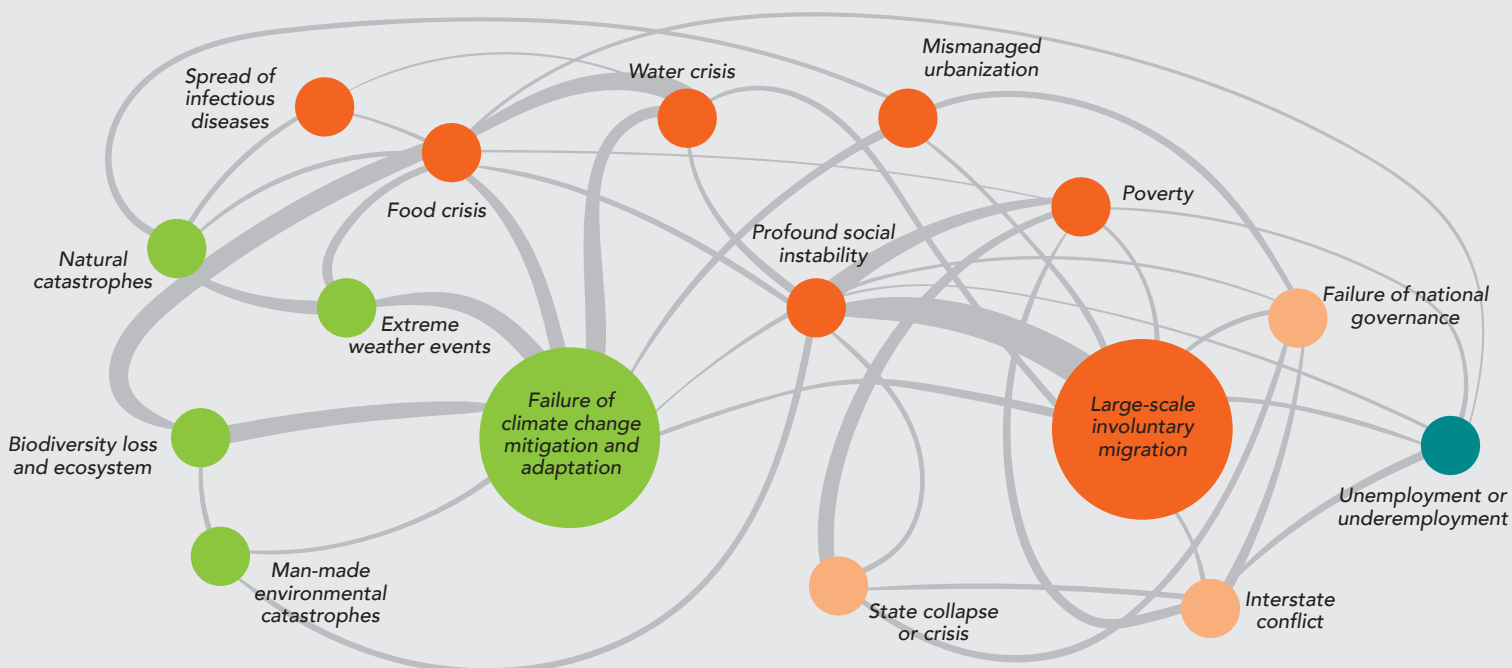 Mismanaged
urbanization
Spread of
infectious
diseases
Water crisis
Food crisis
Poverty
Profound social
instability
Natural
catastrophes
Failure of national
governance
Extreme
weather events
Failure of
climate change
mitigation and
adaptation
Large-scale
involuntary
migration
Biodiversity loss
and ecosystem
Unemployment or
underemployment
Man-made
environmental
catastrophes
State collapse
or crisis
Interstate
conflict